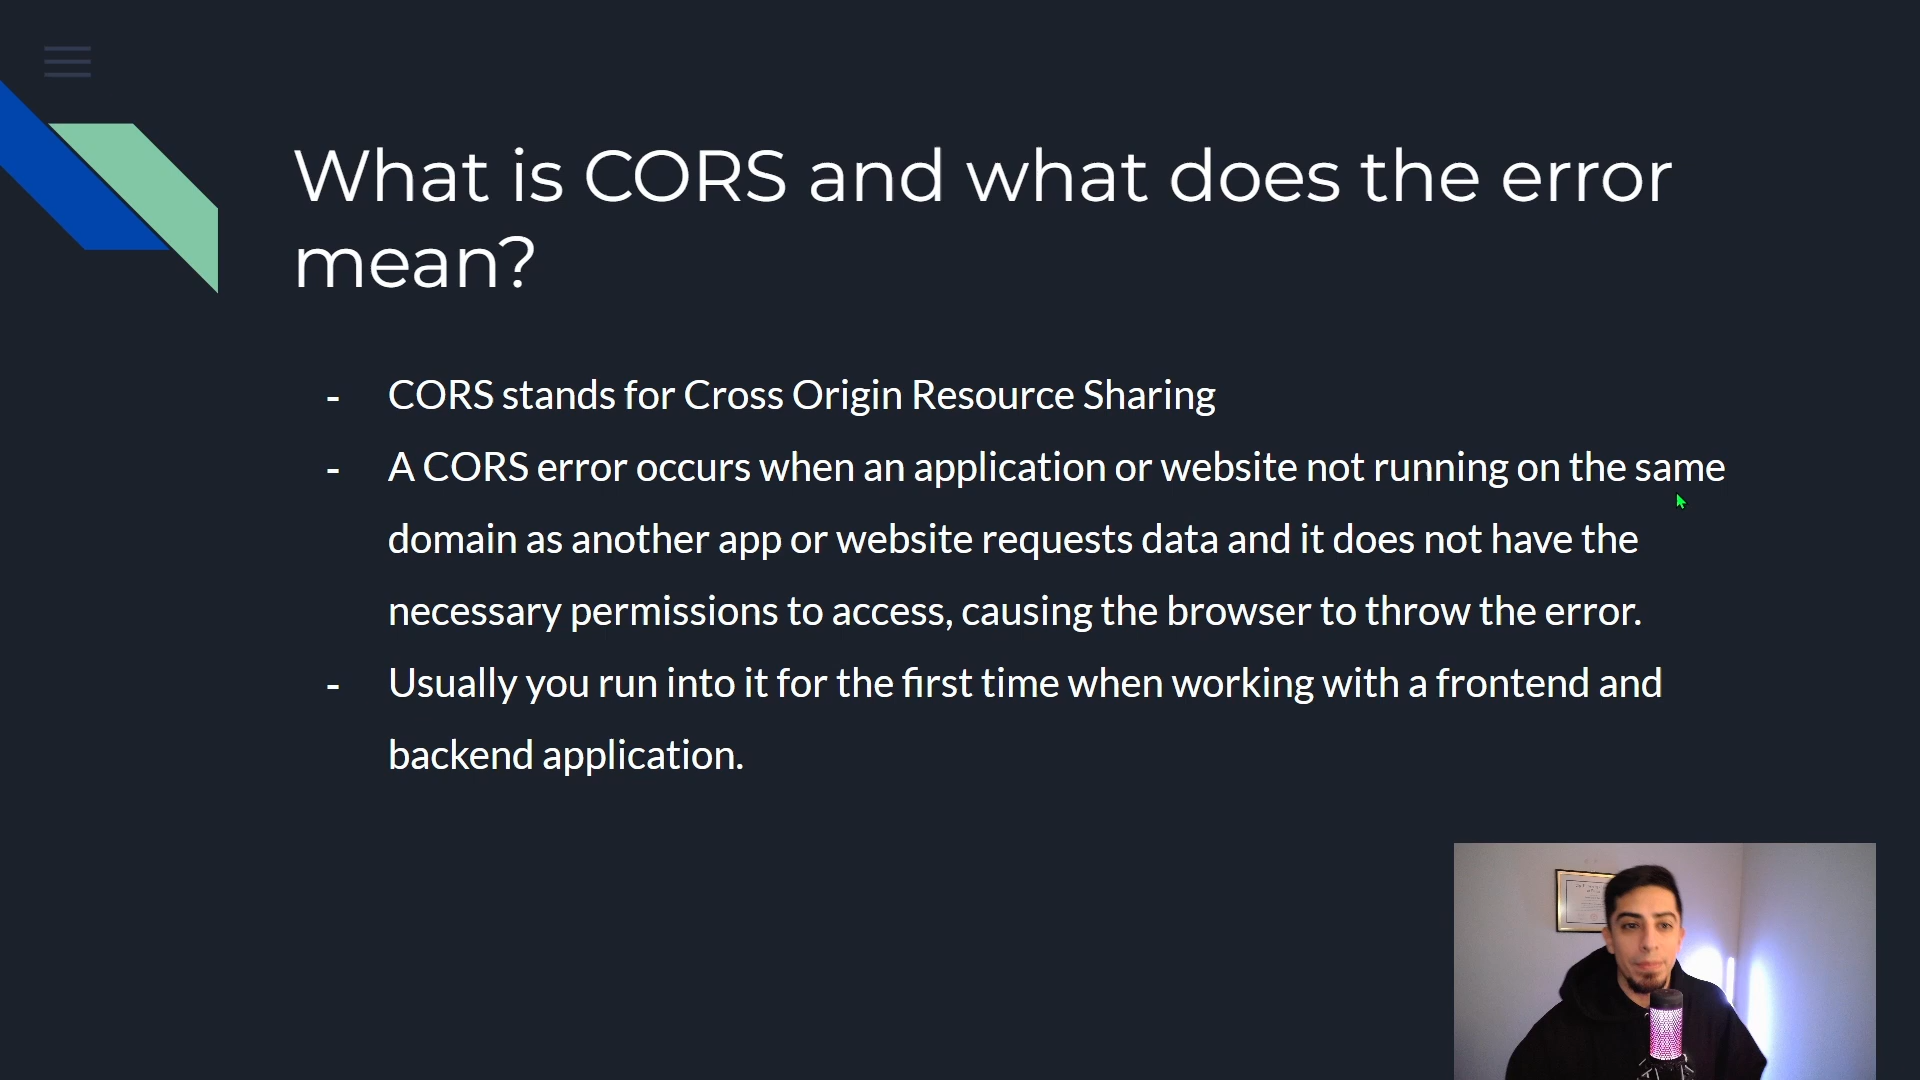 What is CORS and what does the error
mean?
- CORS stands for Cross Origin Resource Sharing
- A CORS error occurs when an application or website not running on the same
domain as another app or website requests data and it does not have the
necessary permissions to access, causing the browser to throw the error.
- Usually you run into it for the first time when working with a frontend and
backend application.